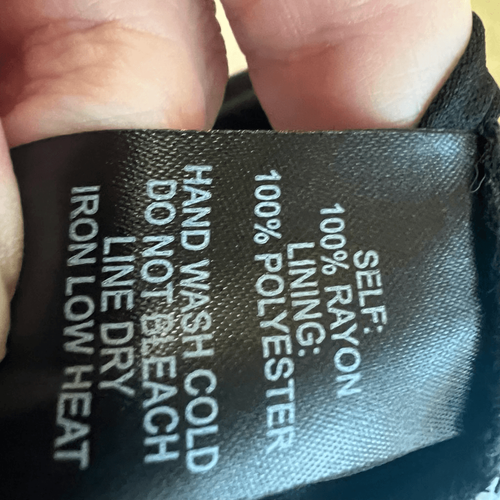 SELF:
100% RAYON
LINING:
100% POLYESTER
HAND WASH COLD
DO NOT BLEACH
LINE DRY
IRON LOW HEAT